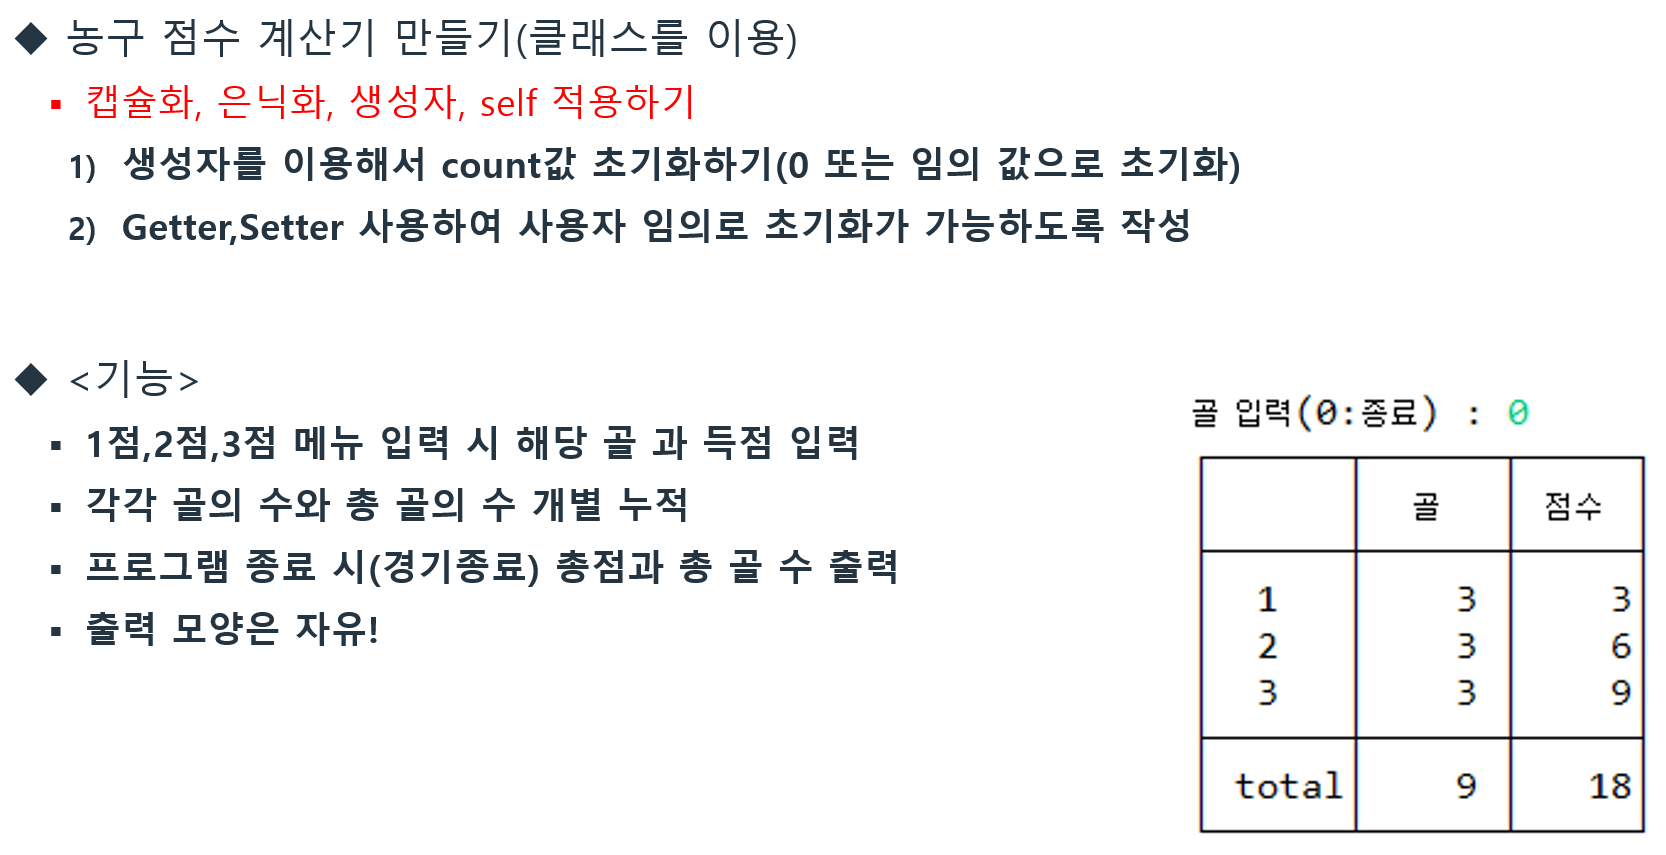 ◆ 농구 점수 계산기 만들기(클래스를 이용)
▪ 캡슐화, 은닉화, 생성자, self 적용하기
1) 생성자를 이용해서 count값 초기화하기(0 또는 임의 값으로 초기화)
2) Getter,Setter 사용하여 사용자 임의로 초기화가 가능하도록 작성
◆ <기능>
▪ 1점,2점,3점 메뉴 입력 시 해당 골 과 득점 입력
▪ 각각 골의 수와 총 골의 수 개별 누적
▪ 프로그램 종료 시(경기종료) 총점과 총 골 수 출력
▪ 출력 모양은 자유!
골 입력(0:종료) : 0
골 점수
1 3 3
2 3 6
3 3 9
total 9 18